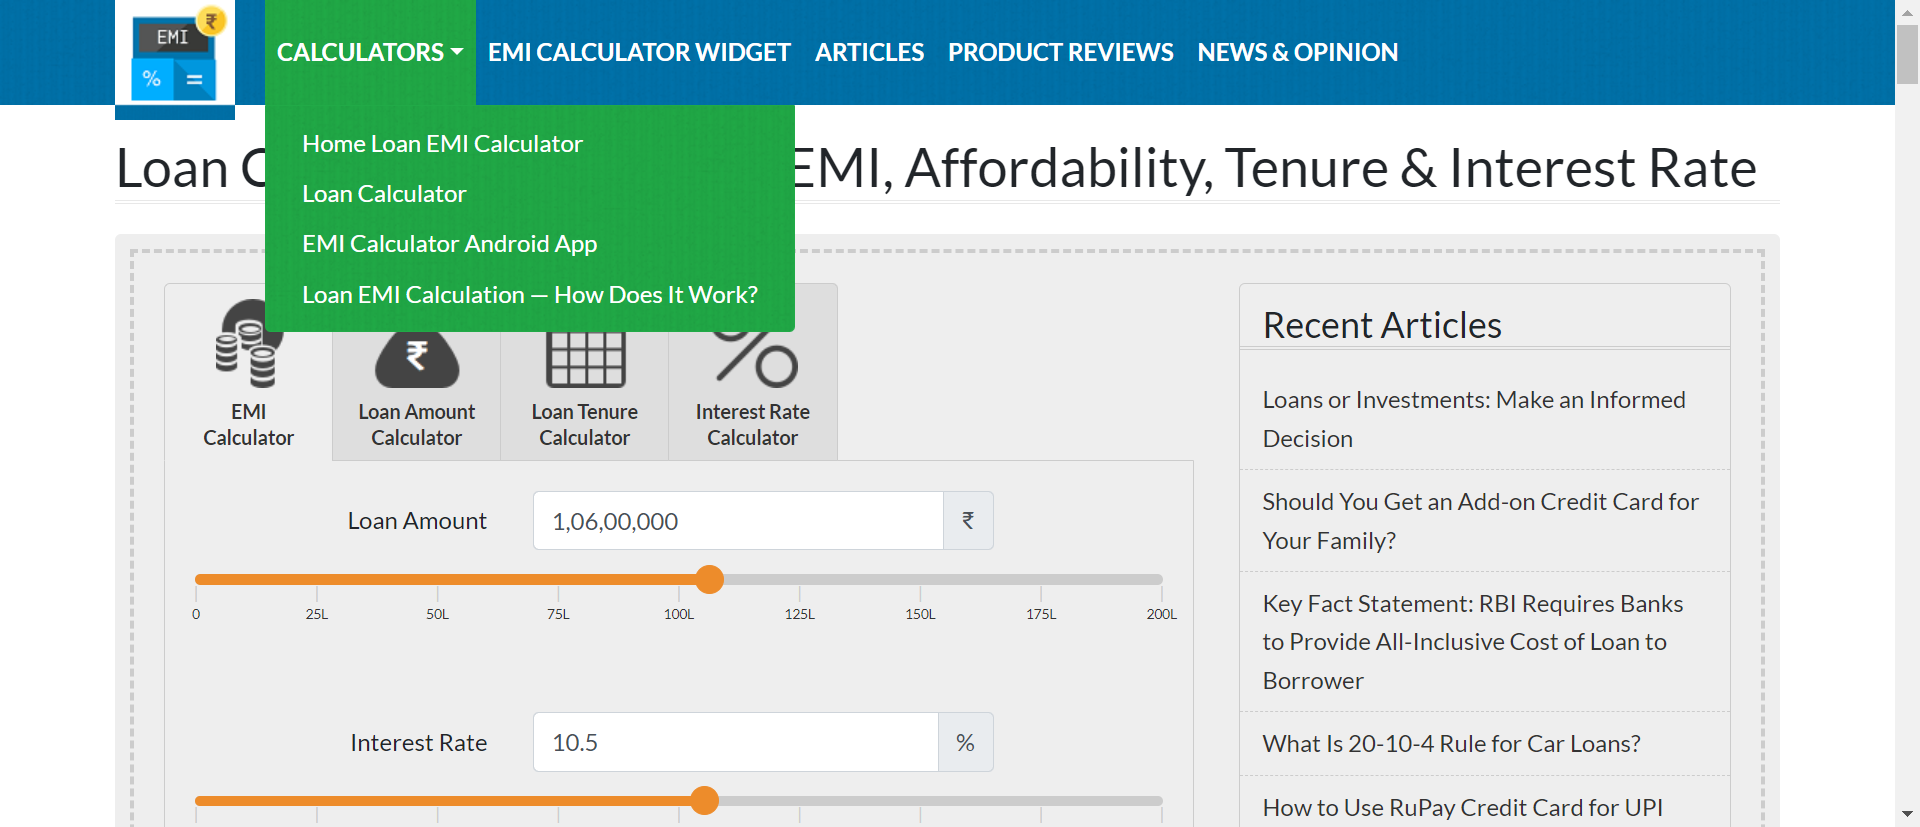 EMI
₹
%
=
CALCULATORS
EMI CALCULATOR WIDGET
ARTICLES
PRODUCT REVIEWS
NEWS & OPINION
Home Loan EMI Calculator
Loan Calculator
EMI Calculator Android App
Loan EMI Calculation — How Does It Work?
Loan EMI, Affordability, Tenure & Interest Rate
EMI
Calculator
₹
Loan Amount
Calculator
Loan Tenure
Calculator
Interest Rate
Calculator
Loan Amount
1,06,00,000
₹
0 25L 50L 75L 100L 125L 150L 175L 200L
Interest Rate
10.5
%
Recent Articles
Loans or Investments: Make an Informed
Decision
Should You Get an Add-on Credit Card for
Your Family?
Key Fact Statement: RBI Requires Banks
to Provide All-Inclusive Cost of Loan to
Borrower
What Is 20-10-4 Rule for Car Loans?
How to Use RuPay Credit Card for UPI